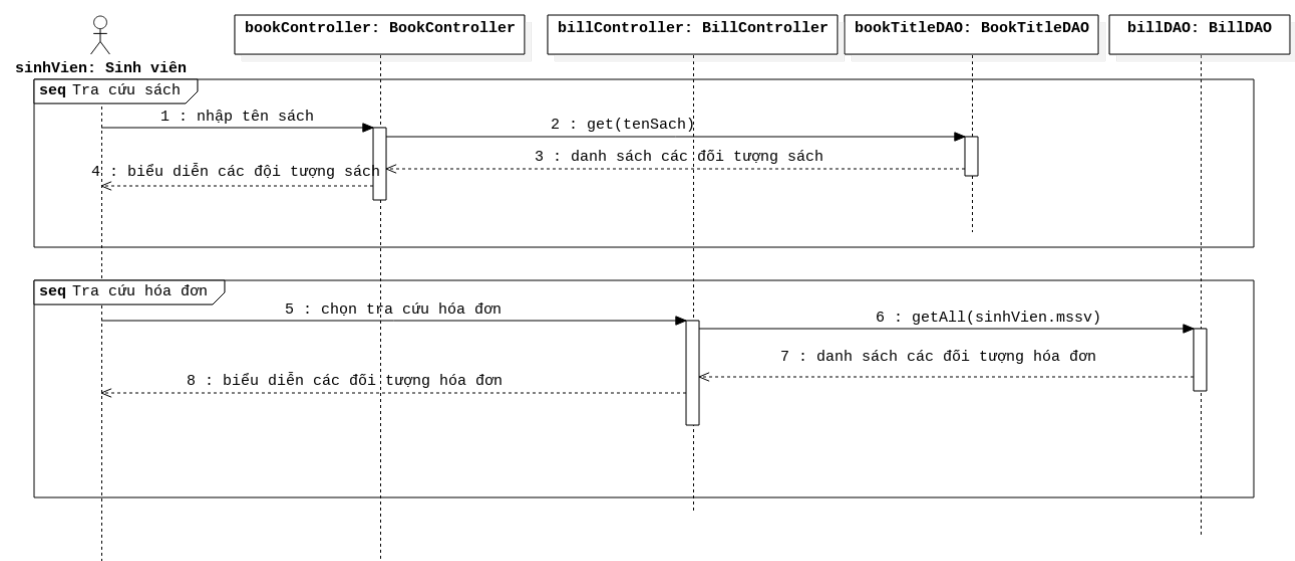 bookController: BookController
billController: BillController
bookTitleDAO: BookTitleDAO
billDAO: BillDAO
sinhVien: Sinh viên
seq Tra cứu sách
1 : nhập tên sách
2 : get(tenSach)
3 : danh sách các đối tượng sách
4 : biểu diễn các đội tượng sách
seq Tra cứu hóa đơn
5 : chọn tra cứu hóa đơn
6 : getAll(sinhVien.mssv)
7 : danh sách các đối tượng hóa đơn
8 : biểu diễn các đối tượng hóa đơn